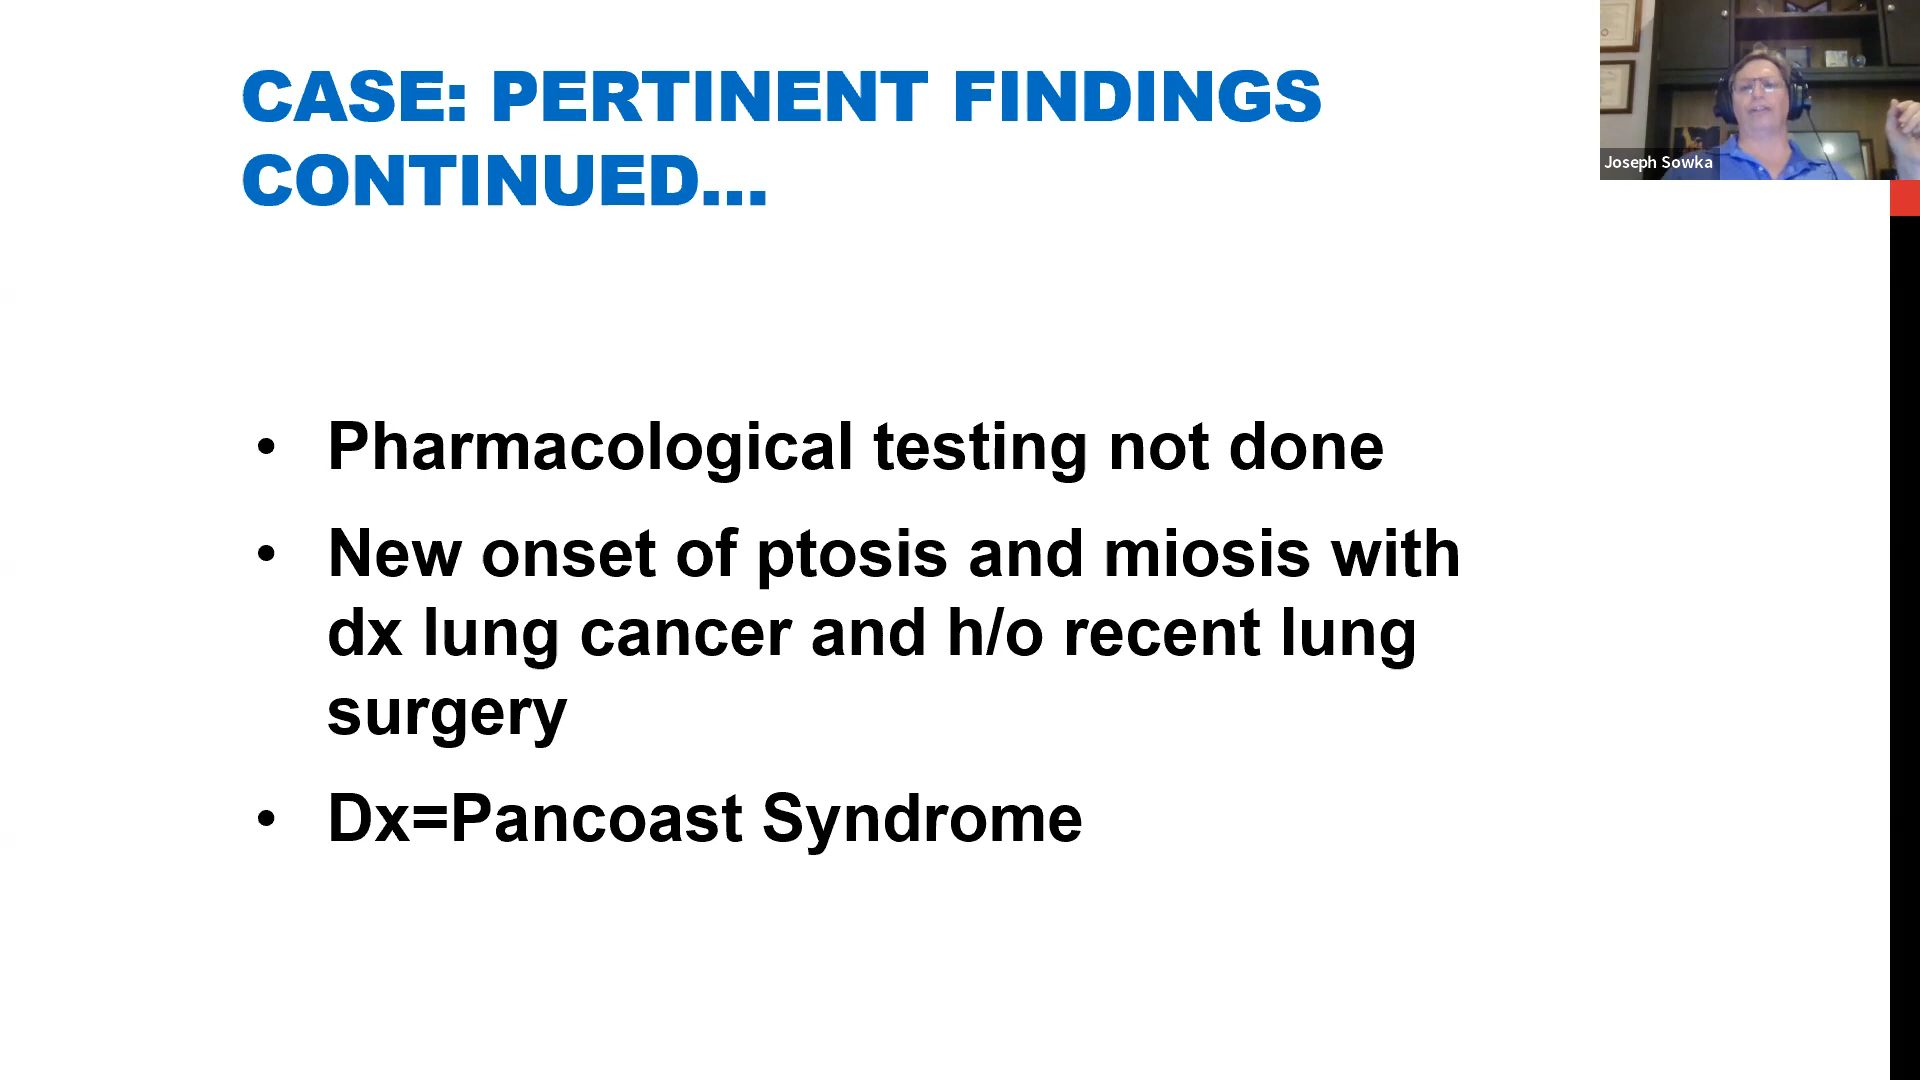 CASE: PERTINENT FINDINGS
CONTINUED...
Joseph Sowka
• Pharmacological testing not done
• New onset of ptosis and miosis with
dx lung cancer and h/o recent lung
surgery
• Dx=Pancoast Syndrome